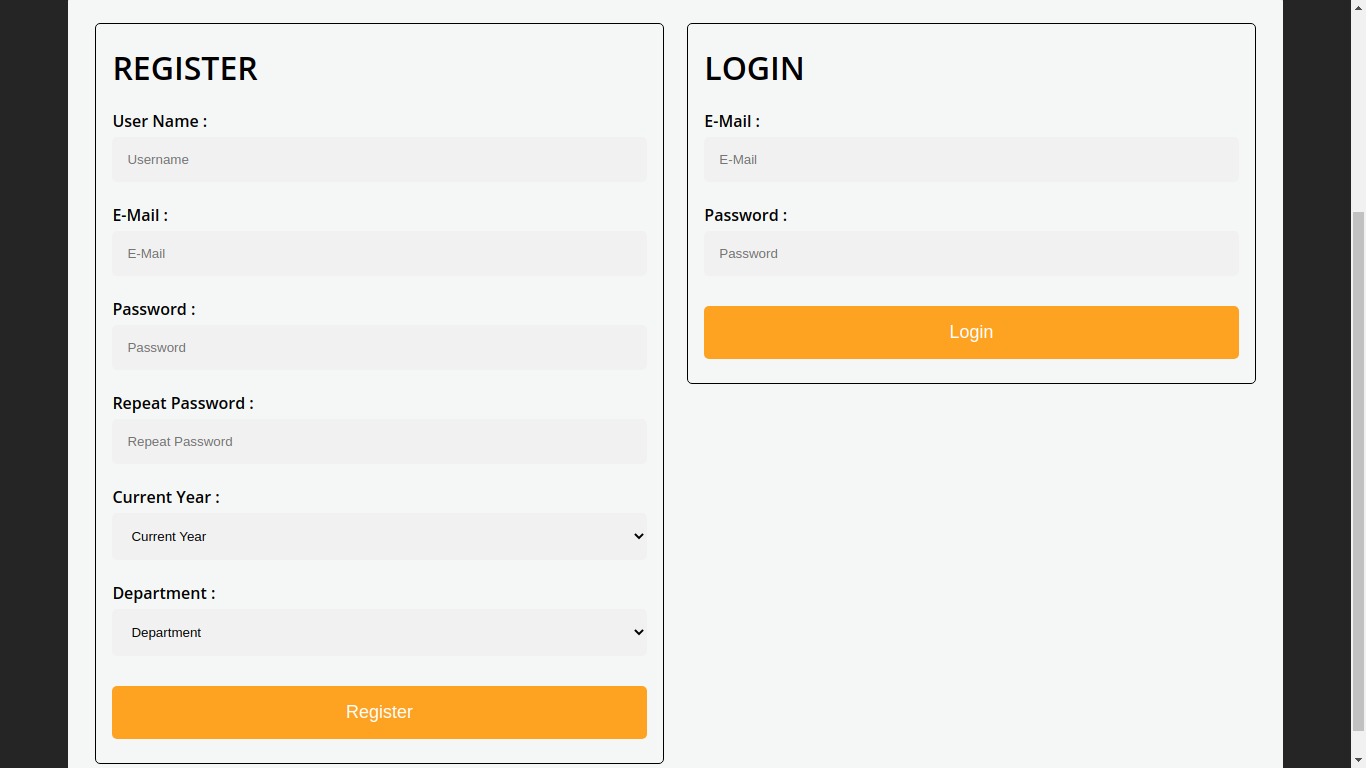 REGISTER
User Name :
Username
E-Mail :
E-Mail
Password :
Password
Repeat Password :
Repeat Password
Current Year :
Current Year
Department :
Department
Register
LOGIN
E-Mail :
E-Mail
Password :
Password
Login